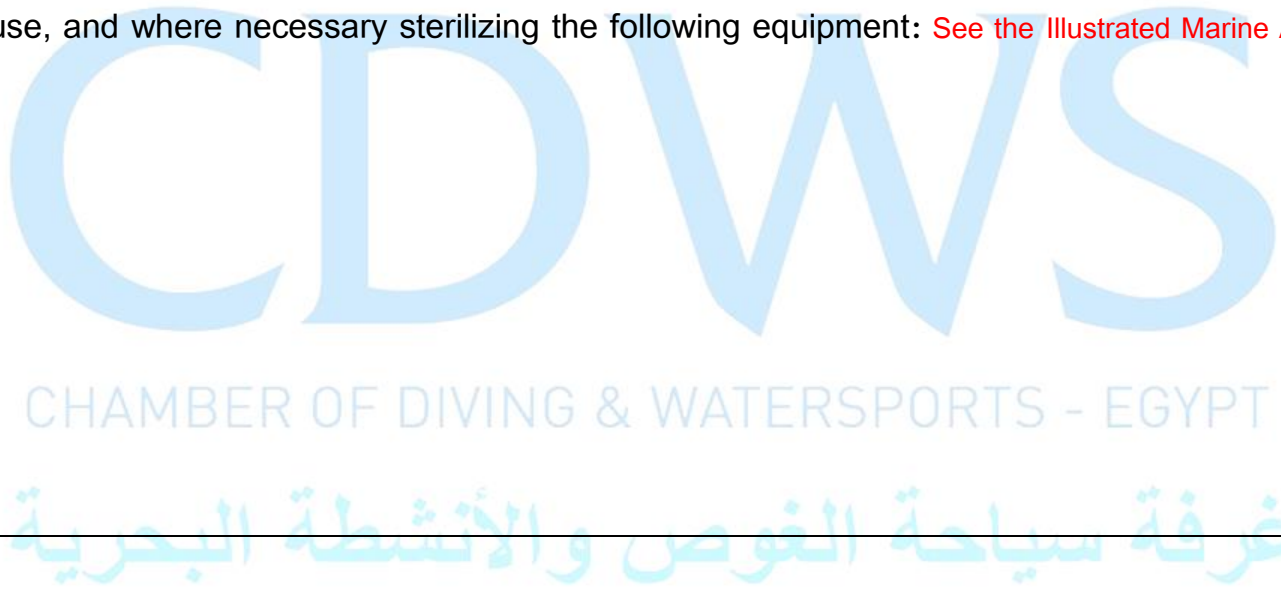 use, and where necessary sterilizing the following equipment: See the Illustrated Marine
CDWS
CHAMBER OF DIVING & WATERSPORTS - EGYPT
غرفة سياحة الغوص والأنشطة البحرية